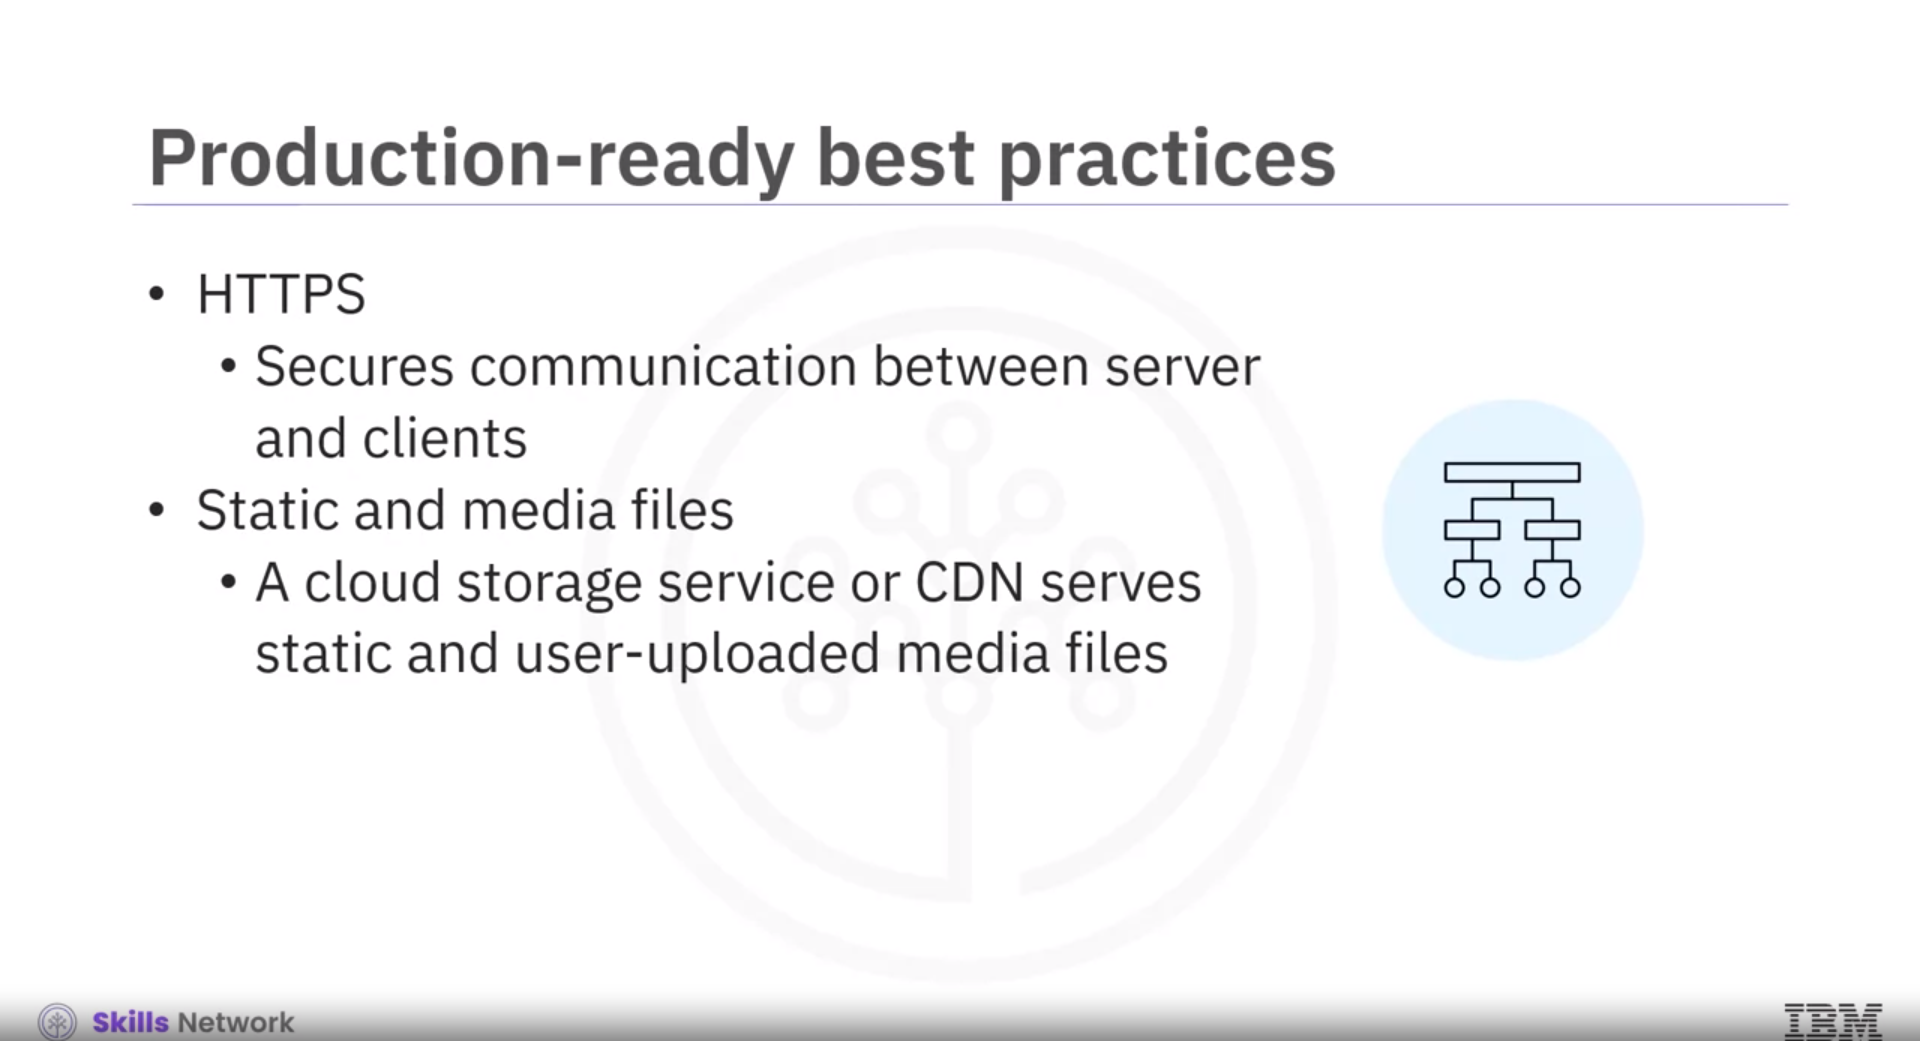 Production-ready best practices
• HTTPS
• Secures communication between server
and clients
• Static and media files
• A cloud storage service or CDN serves
static and user-uploaded media files
Skills Network
IBM